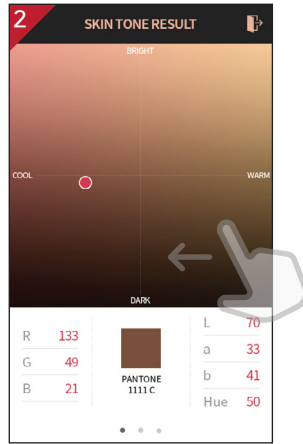 2
SKIN TONE RESULT
BRIGHT
COOL
WARM
DARK
R 133
G 49
B 21
PANTONE
1111 C
L 70
a 33
b 41
Hue 50